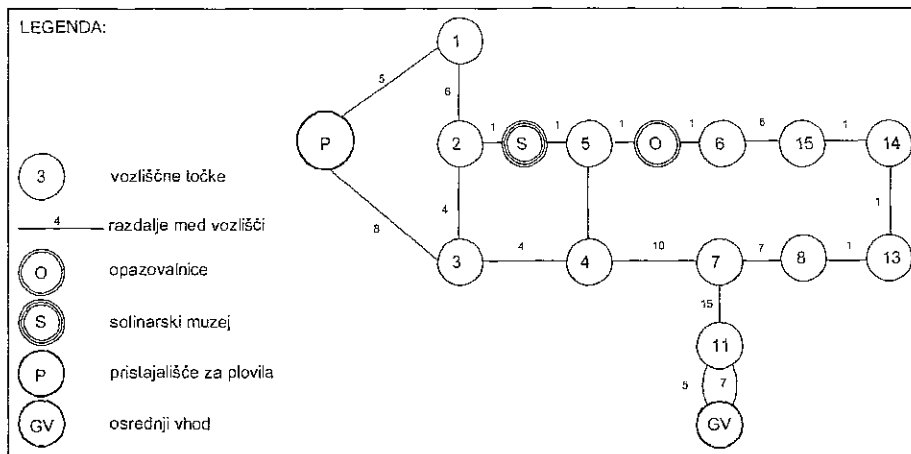 LEGENDA:
1
5
6
P
2
1
S
1
5
1
O
1
6
15
1
14
3 vozliščne točke
4
1
4 razdalje med vozlišči
8
3
4
4
10
7
7
8
1
13
O opazovalnice
15
S solinarski muzej
11
P pristajališče za plovila
5
7
GV osrednji vhod
GV